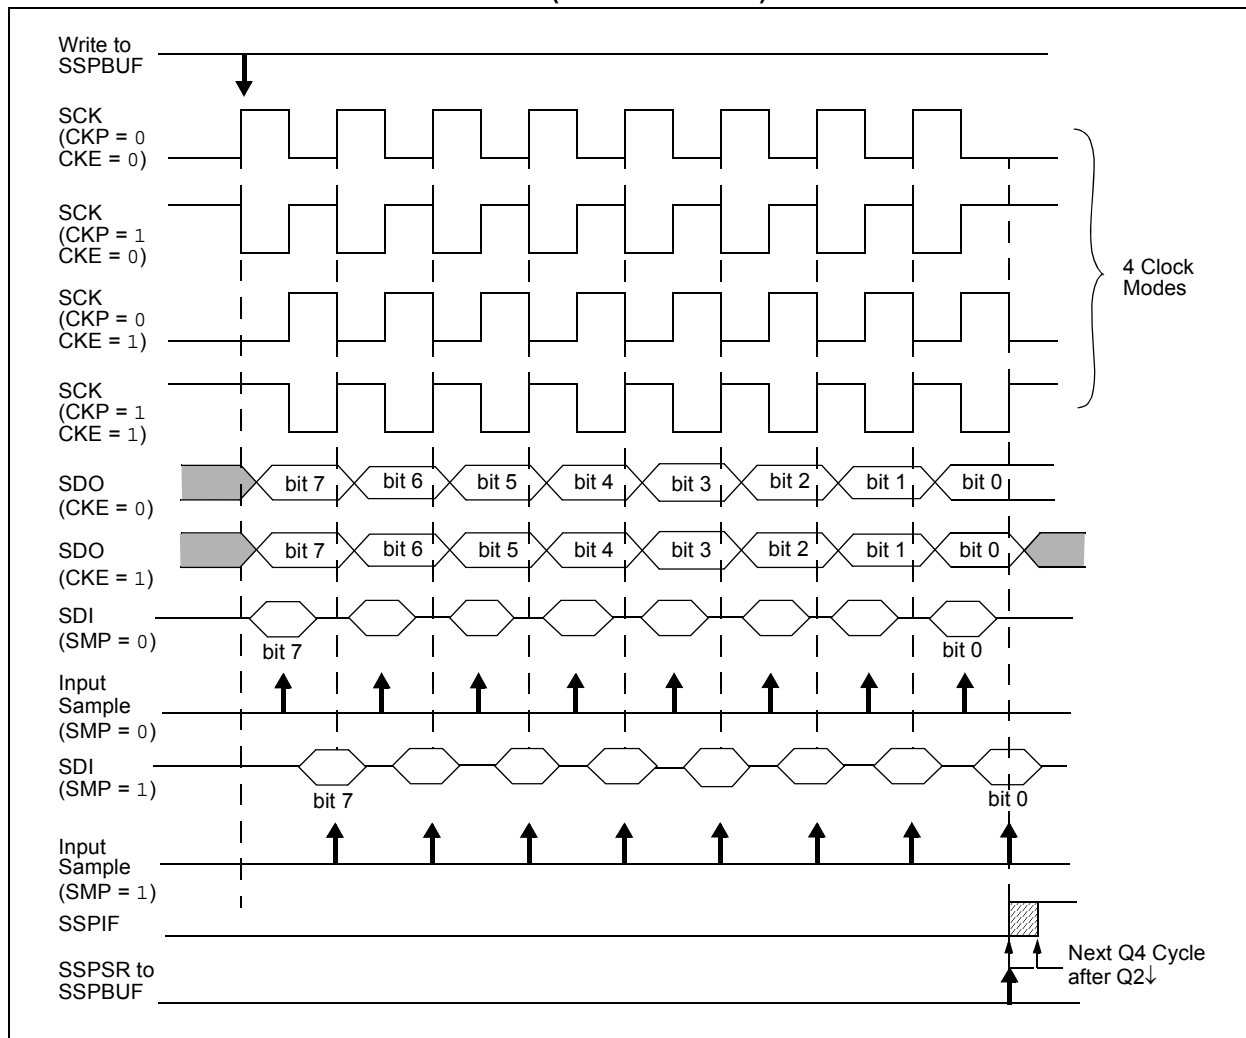 Write to
SSPBUF
SCK
(CKP = 0
CKE = 0)
SCK
(CKP = 1
CKE = 0)
SCK
(CKP = 0
CKE = 1)
SCK
(CKP = 1
CKE = 1)
4 Clock
Modes
SDO
(CKE = 0)
bit 7 bit 6 bit 5 bit 4 bit 3 bit 2 bit 1 bit 0
SDO
(CKE = 1)
bit 7 bit 6 bit 5 bit 4 bit 3 bit 2 bit 1 bit 0
SDI
(SMP = 0)
bit 7 bit 0
Input
Sample
(SMP = 0)
SDI
(SMP = 1)
bit 7 bit 0
Input
Sample
(SMP = 1)
SSPIF
Next Q4 Cycle
after Q2↓
SSPSR to
SSPBUF